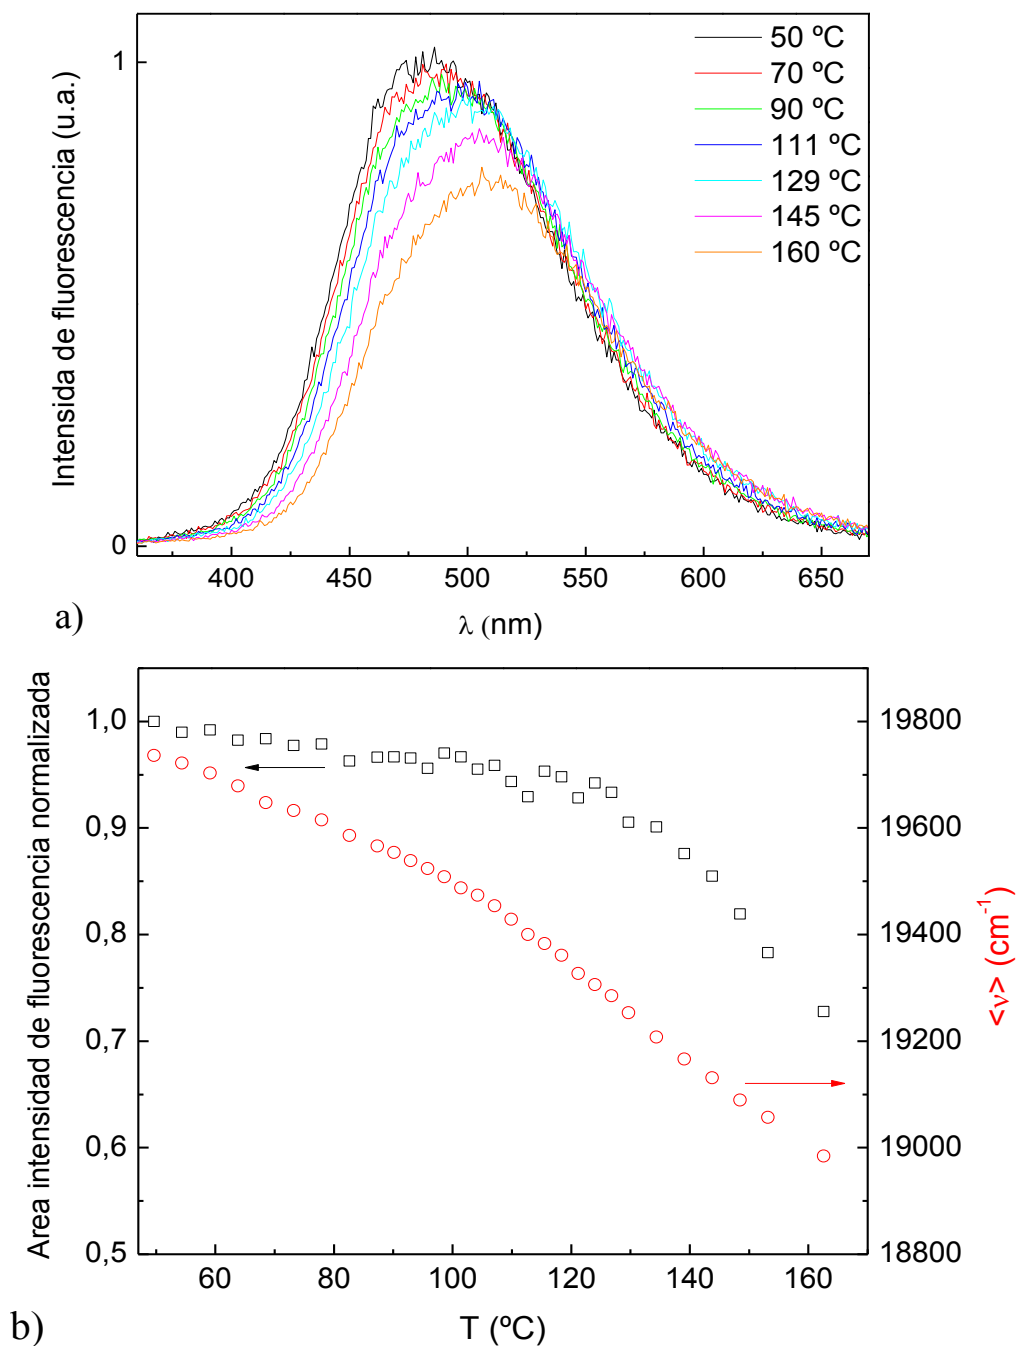 50 ºC
70 ºC
90 ºC
111 ºC
129 ºC
145 ºC
160 ºC
Intensida de fluorescencia (u.a.)
1
0
400 450 500 550 600 650
λ (nm)
a)
Area intensidad de fluorescencia normalizada
1,0
0,9
0,8
0,7
0,6
0,5
19800
19600
19400
19200
19000
18800
<ν> (cm-1)
60 80 100 120 140 160
T (ºC)
b)